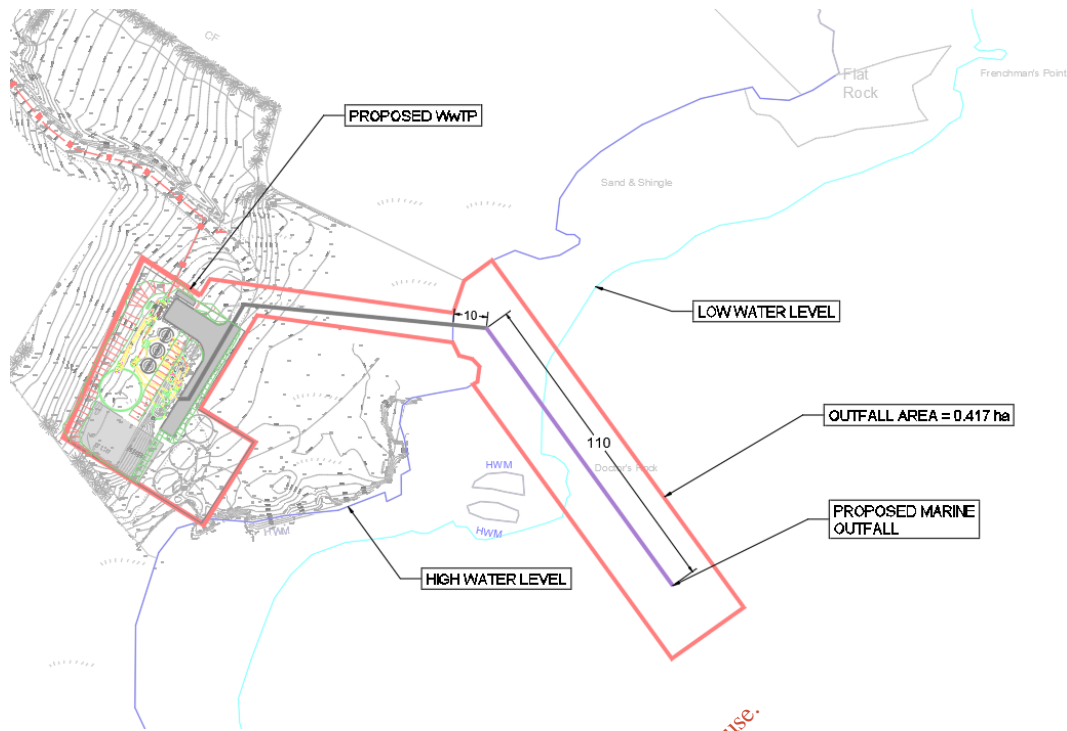 CF
Flat
Rock
Frenchman's Point
PROPOSED WwTP
Sand & Shingle
10
LOW WATER LEVEL
OUTFALL AREA = 0.417 ha
110
Doctor's Rock
HWM
PROPOSED MARINE
OUTFALL
HWM
HWM
HIGH WATER LEVEL
use.